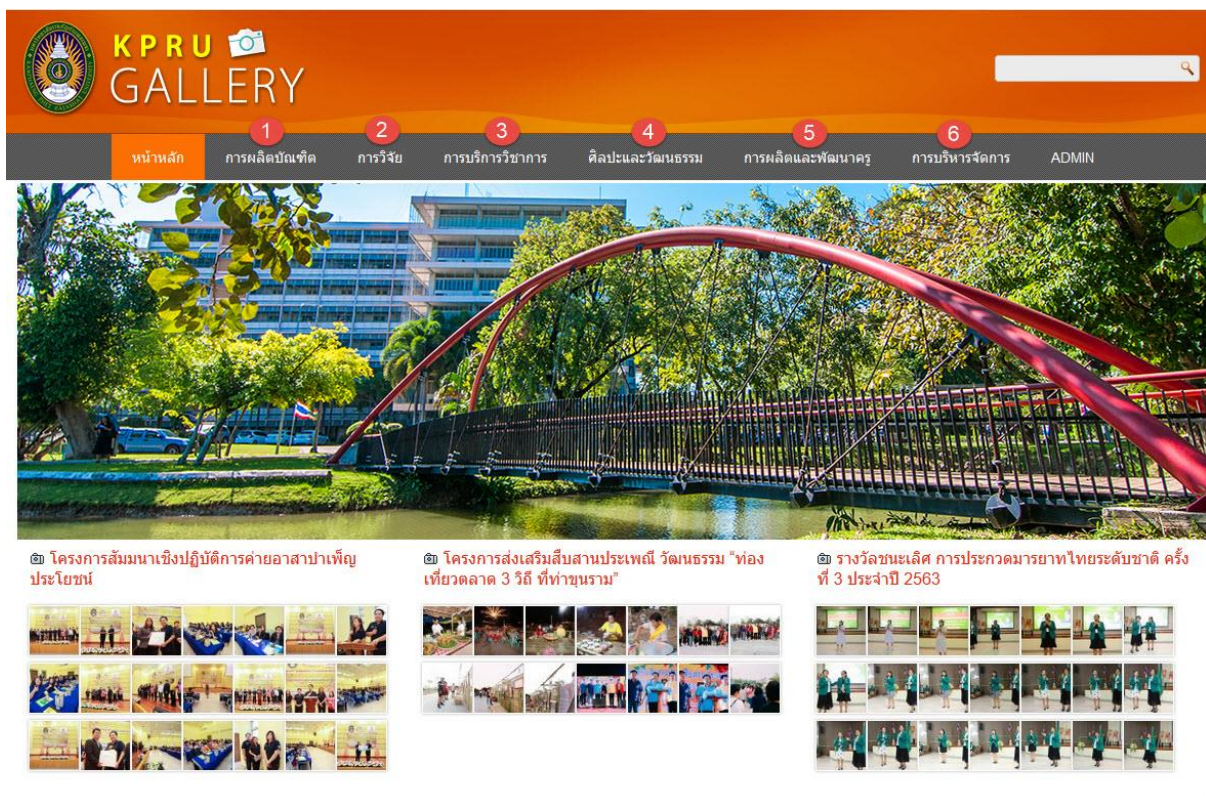 KPRU
GALLERY
1 2 3 4 5 6
หน้าหลัก การผลิตบัณฑิต การวิจัย การบริการวิชาการ ศิลปะและวัฒนธรรม การผลิตและพัฒนาครู การบริหารจัดการ ADMIN
โครงการสัมมนาเชิงปฏิบัติการค่ายอาสาบำเพ็ญ
ประโยชน์
โครงการส่งเสริมสืบสานประเพณี วัฒนธรรม “ท่อง
เที่ยวตลาด 3 วิถี ที่ท่าขุนราม”
รางวัลชนะเลิศ การประกวดมารยาทไทยระดับชาติ ครั้ง
ที่ 3 ประจำปี 2563